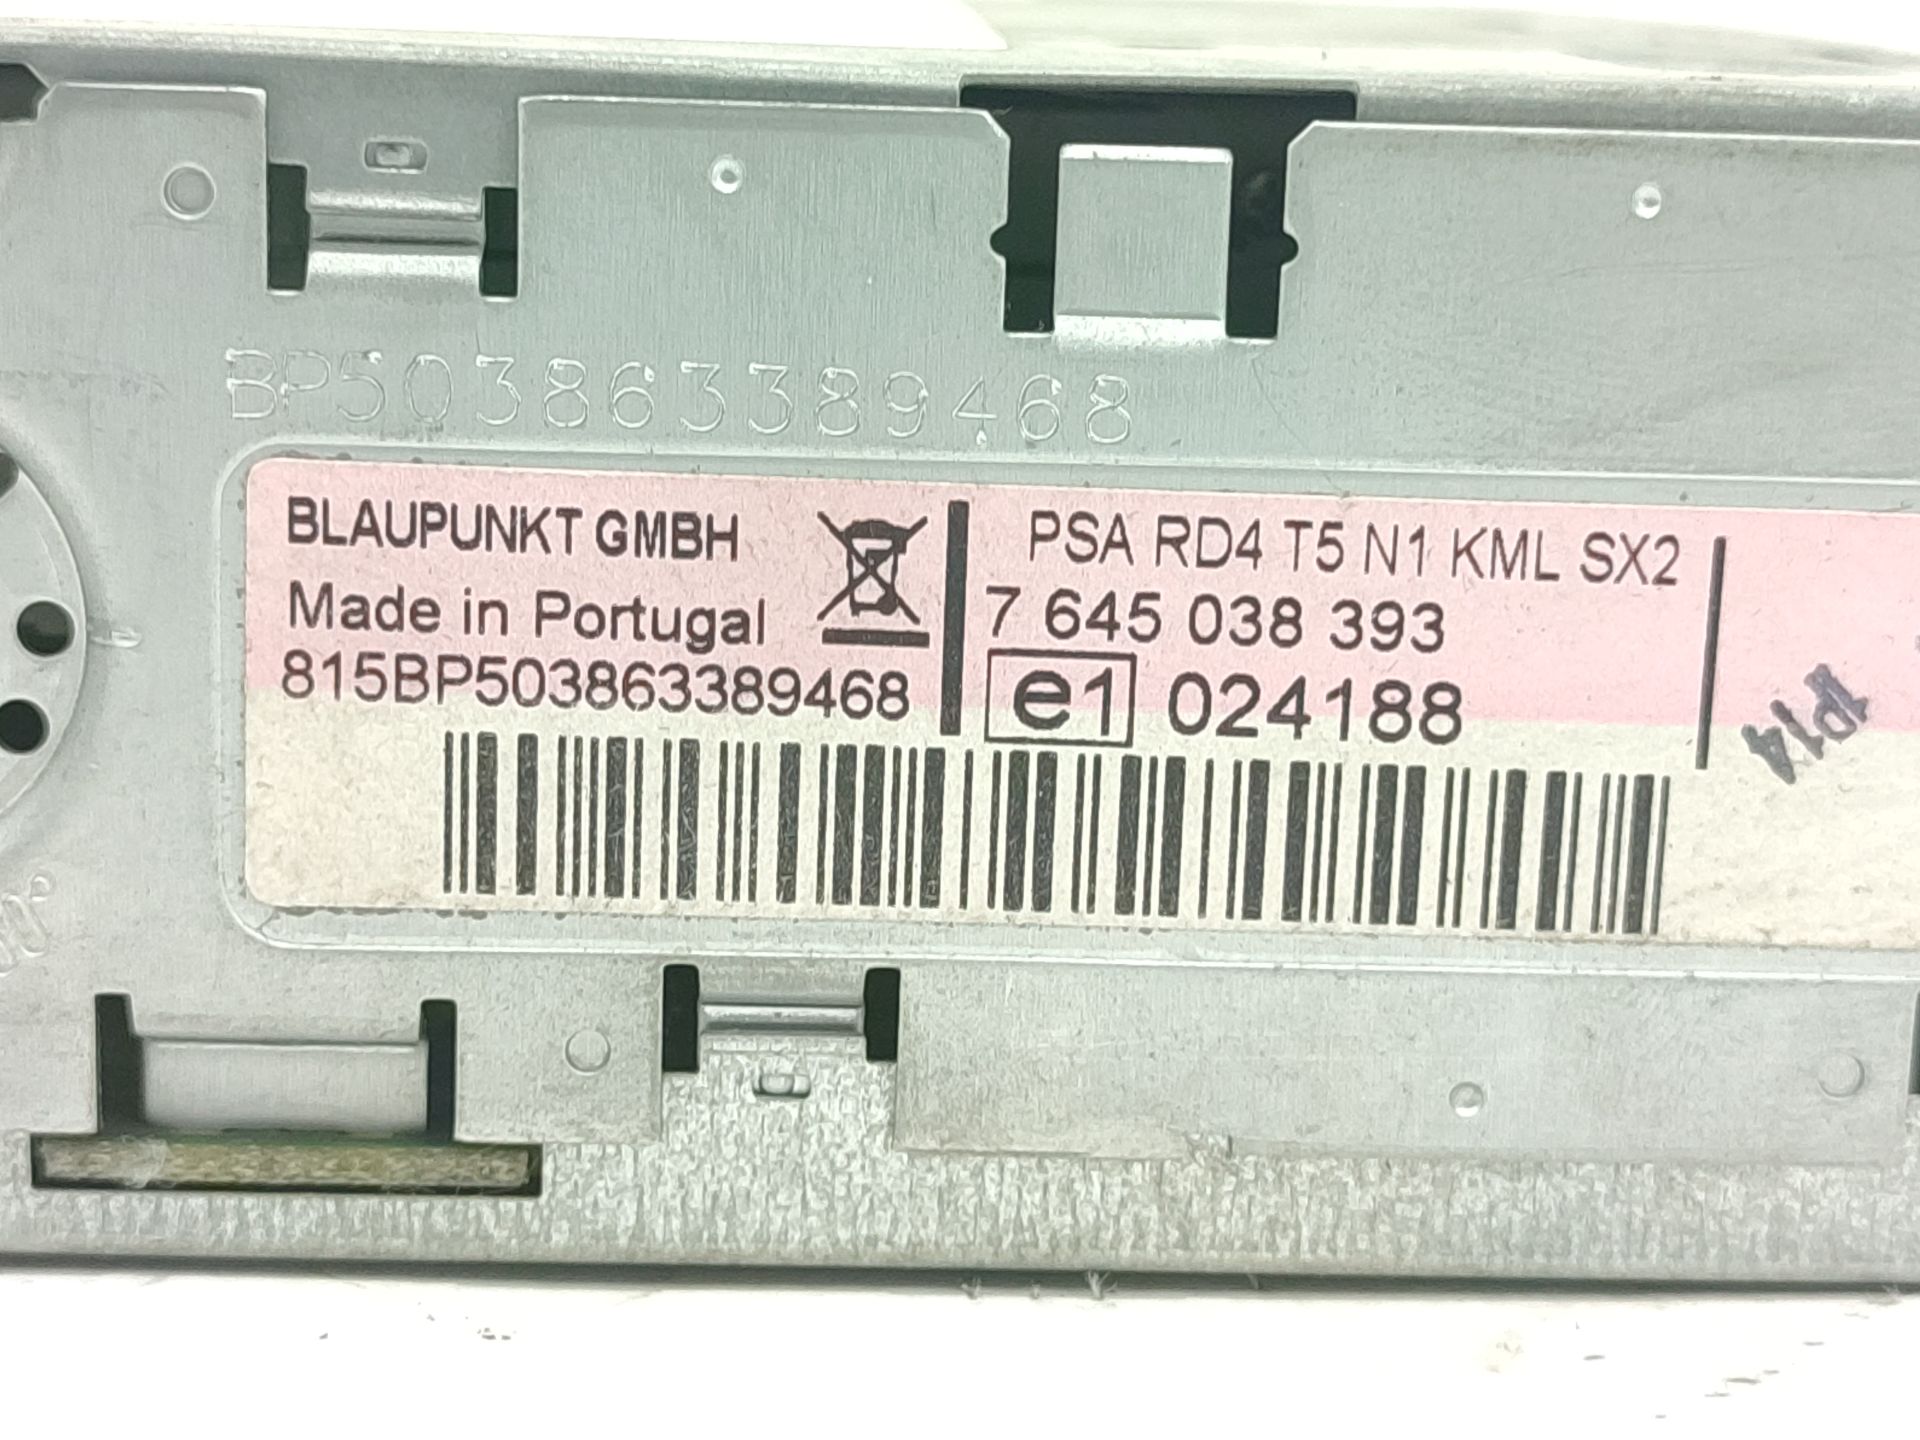 BP503863389468
BLAUPUNKT GMBH
Made in Portugal
815BP503863389468
PSA RD4 T5 N1 KML SX2
7 645 038 393
e1 024188